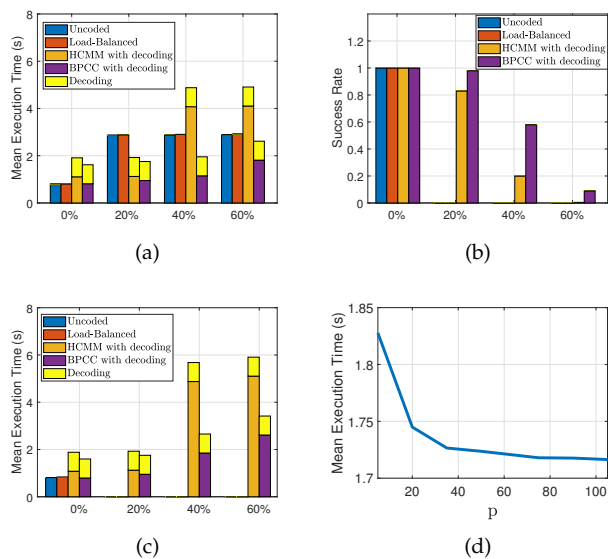 Mean Execution Time (s)
8
6
4
2
0
Uncoded
Load-Balanced
HCMM with decoding
BPCC with decoding
Decoding
0%
20%
40%
60%
(a)
Success Rate
1.2
1
0.8
0.6
0.4
0.2
0
Uncoded
Load-Balanced
HCMM with decoding
BPCC with decoding
0%
20%
40%
60%
(b)
Mean Execution Time (s)
8
6
4
2
0
Uncoded
Load-Balanced
HCMM with decoding
BPCC with decoding
Decoding
0%
20%
40%
60%
(c)
Mean Execution Time (s)
1.85
1.8
1.75
1.7
20
40
60
80
100
p
(d)